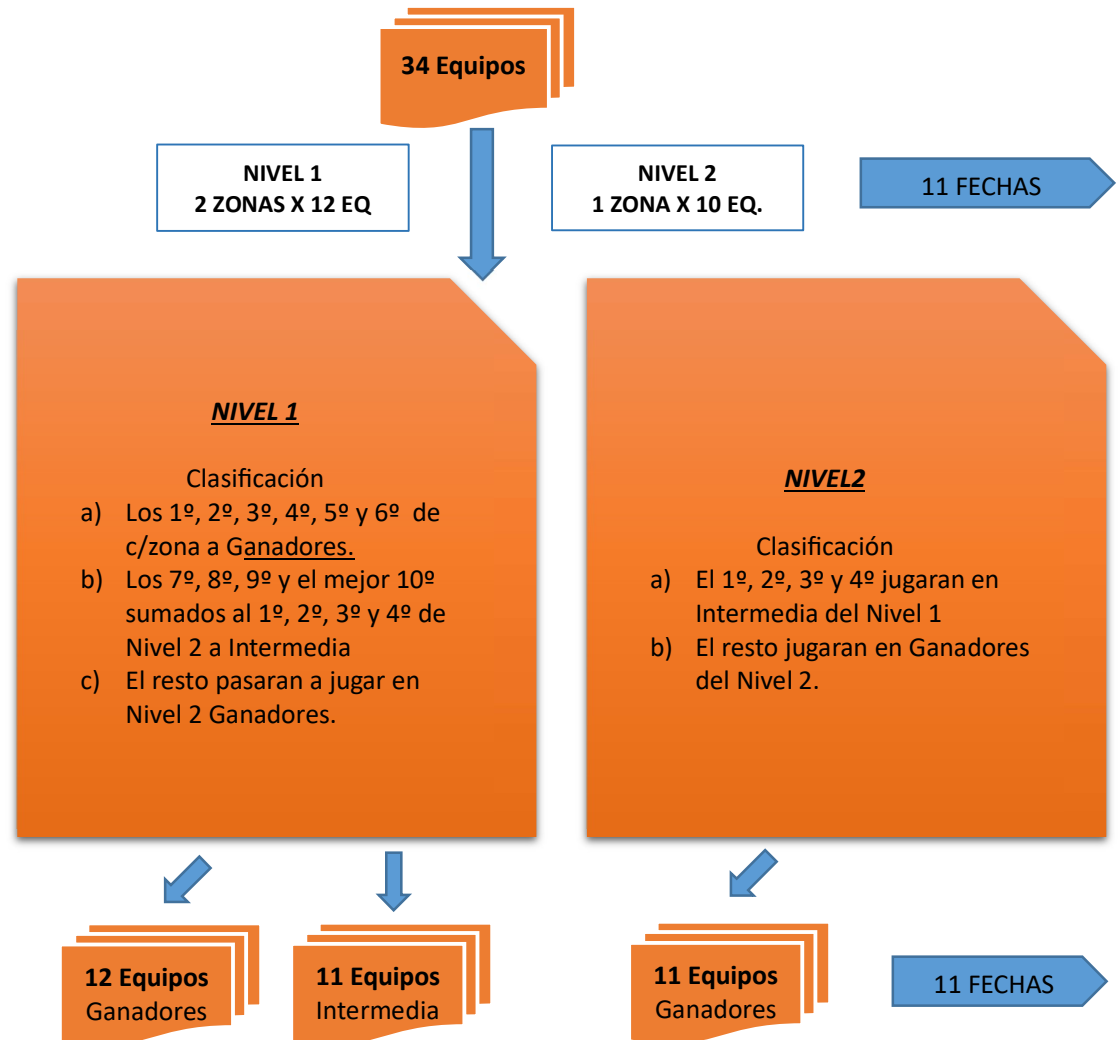 34 Equipos
NIVEL 1
2 ZONAS X 12 EQ
NIVEL 2
1 ZONA X 10 EQ.
11 FECHAS
NIVEL 1
Clasificación
a) Los 1º, 2º, 3º, 4º, 5º y 6º de
c/zona a Ganadores.
b) Los 7º, 8º, 9º y el mejor 10º
sumados al 1º, 2º, 3º y 4º de
Nivel 2 a Intermedia
c) El resto pasaran a jugar en
Nivel 2 Ganadores.
NIVEL2
Clasificación
a) El 1º, 2º, 3º y 4º jugaran en
Intermedia del Nivel 1
b) El resto jugaran en Ganadores
del Nivel 2.
12 Equipos
Ganadores
11 Equipos
Intermedia
11 Equipos
Ganadores
11 FECHAS